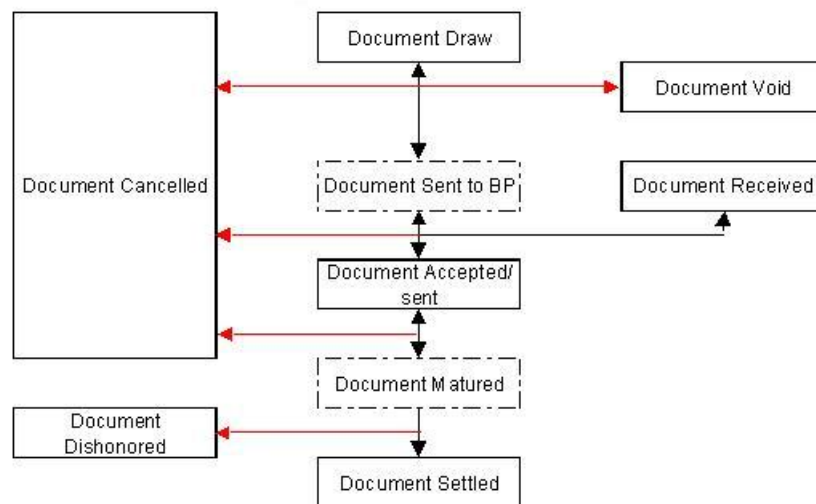 Document Draw
Document Void
Document Cancelled
Document Sent to BP
Document Received
Document Accepted/
sent
Document Matured
Document
Dishonored
Document Settled